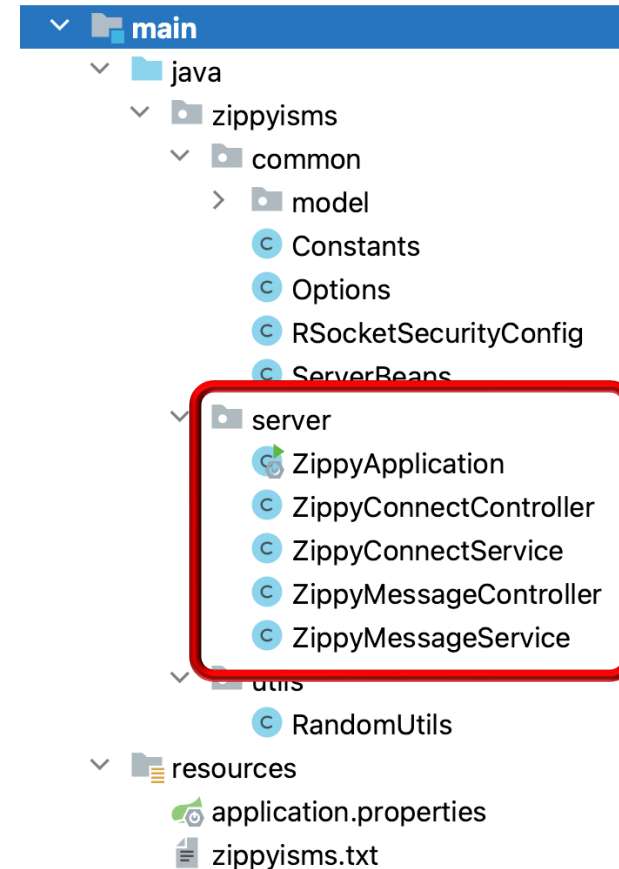 main
java
zippyisms
common
model
C Constants
C Options
C RSocketSecurityConfig
C ServerBeans
server
C ZippyApplication
C ZippyConnectController
C ZippyConnectService
C ZippyMessageController
C ZippyMessageService
utils
C RandomUtils
resources
application.properties
zippyisms.txt